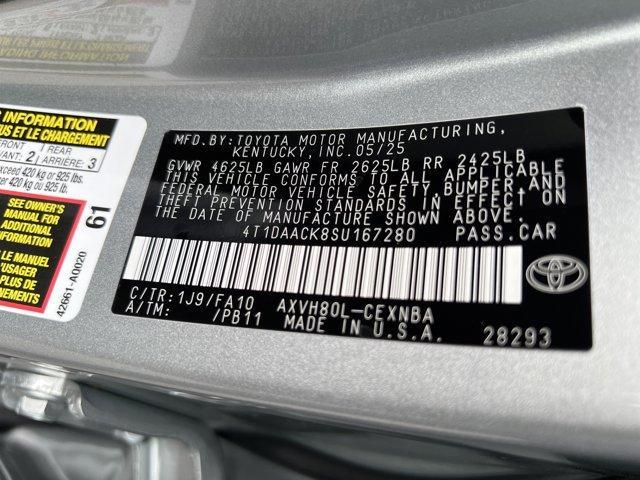 R INFORMATION
US ET LE CHARGEMENT
FRONT
VANT: 2
REAR
ARRIÈRE: 3
exceed 420 kg or 925 lbs.
420 kg ou 925 lb.
SEE OWNER'S
MANUAL FOR
ADDITIONAL
INFORMATION
61
Le Manuel
L'USAGER
42661-A0020
MFD.BY:TOYOTA MOTOR MANUFACTURING,
KENTUCKY, INC.05/25
GVWR 4625LB GAWR FR 2625LB RR 2425LB
THIS VEHICLE CONFORMS TO ALL APPLICABLE
FEDERAL MOTOR VEHICLE SAFETY,BUMPER,AND
THEFT PREVENTION STANDARDS IN EFFECT ON
THE DATE OF MANUFACTURE SHOWN ABOVE.
4T1DAACK8SU167280 PASS.CAR
C/TR:1J9/FA10 AXVH80L-CEXNBA
A/TM: /PB11 MADE IN U.S.A. 28293